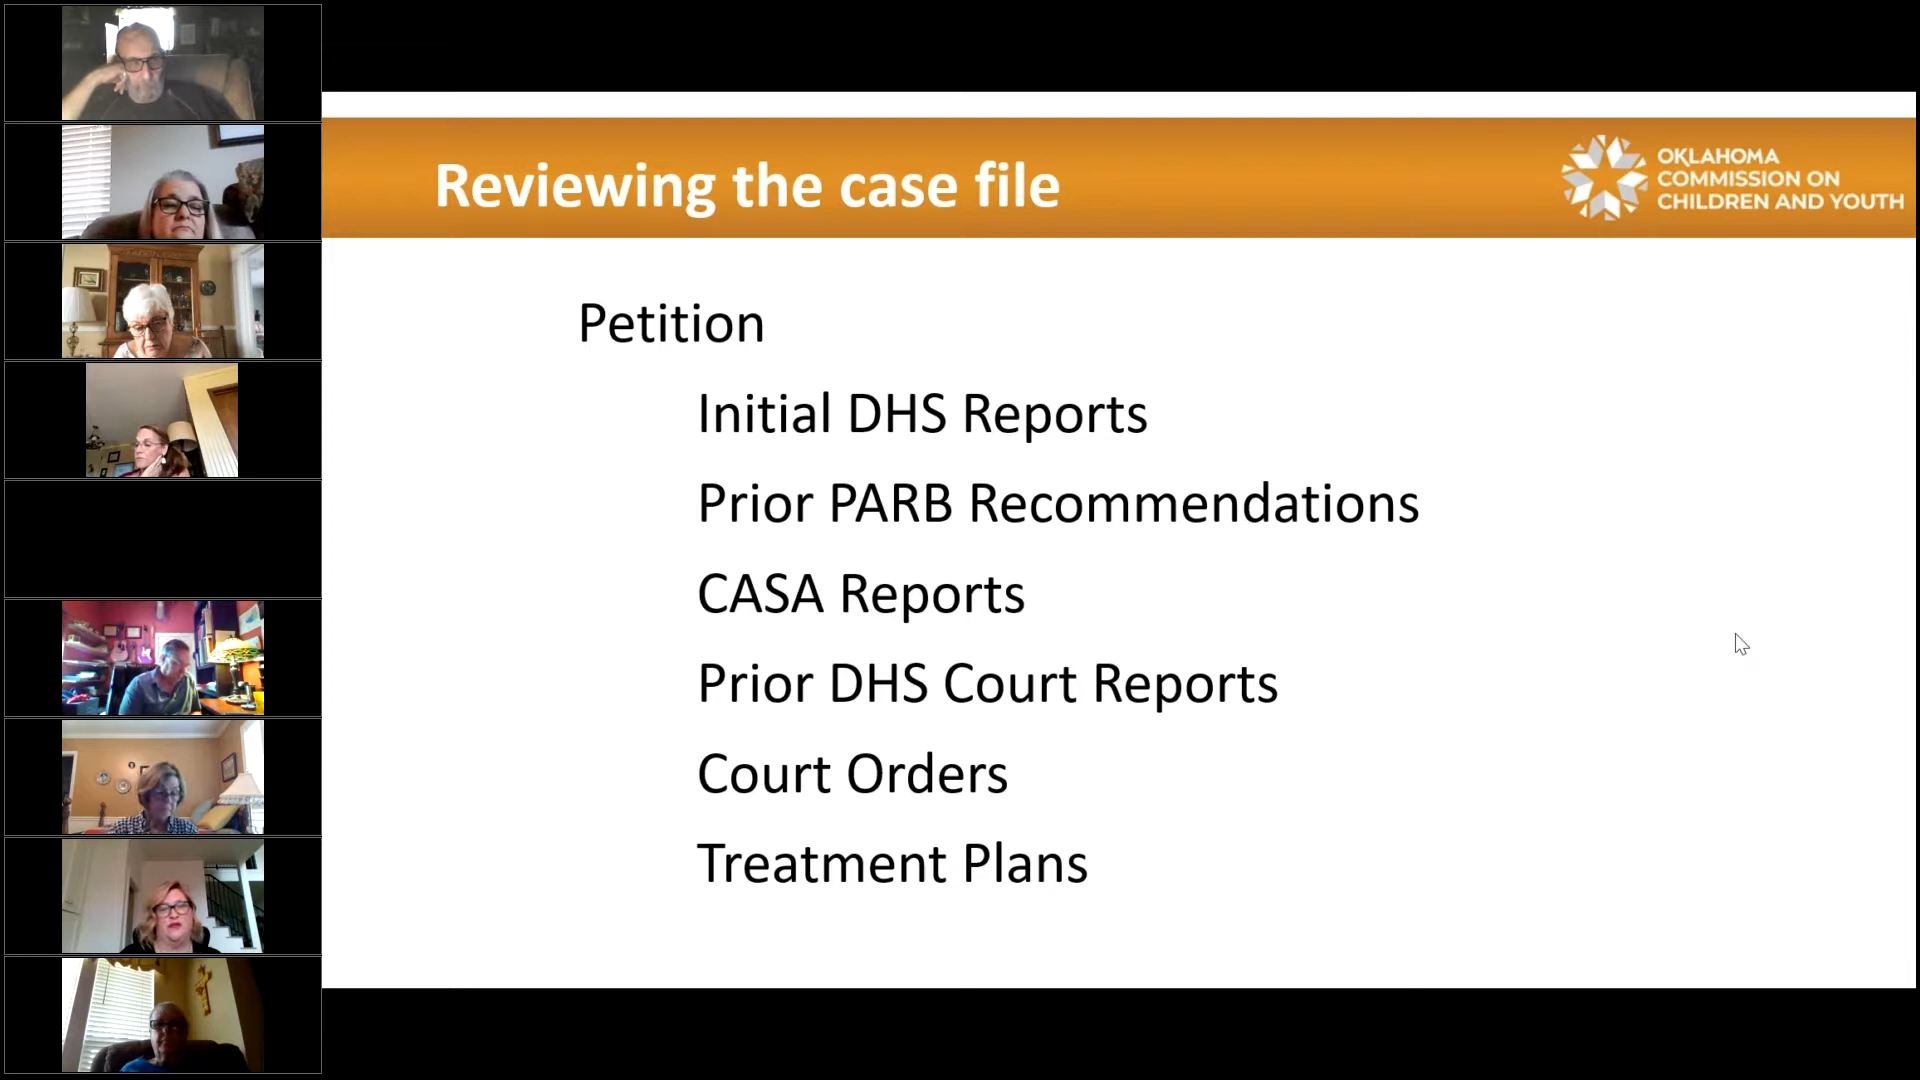 Reviewing the case file
OKLAHOMA
COMMISSION ON
CHILDREN AND YOUTH
Petition
Initial DHS Reports
Prior PARB Recommendations
CASA Reports
Prior DHS Court Reports
Court Orders
Treatment Plans